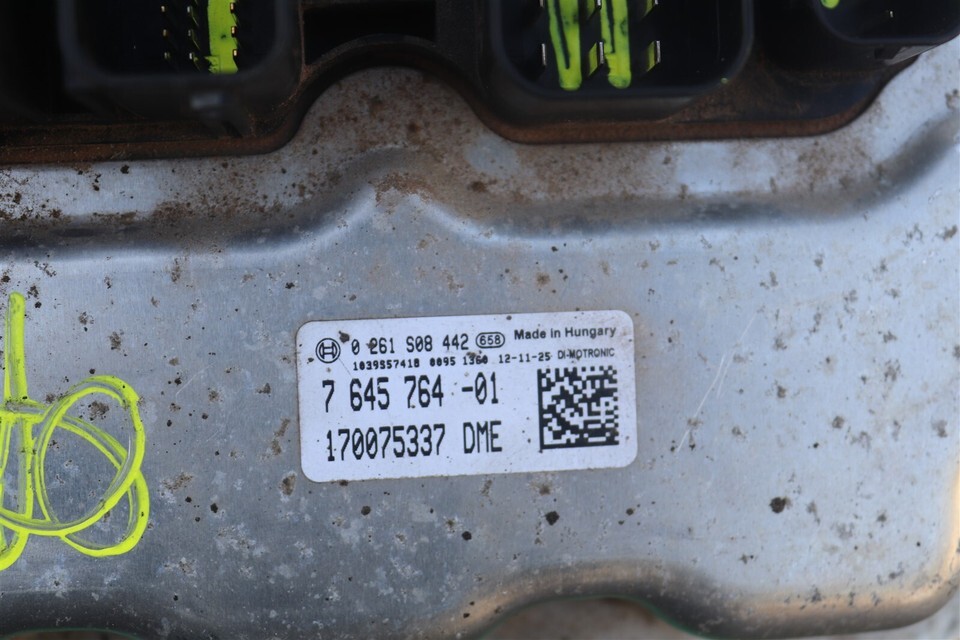 0 261 S08 442 658 Made in Hungary
1039S57418 0095 1360 12-11-25 DI-MOTRONIC
7 645 764 -01
170075337 DME